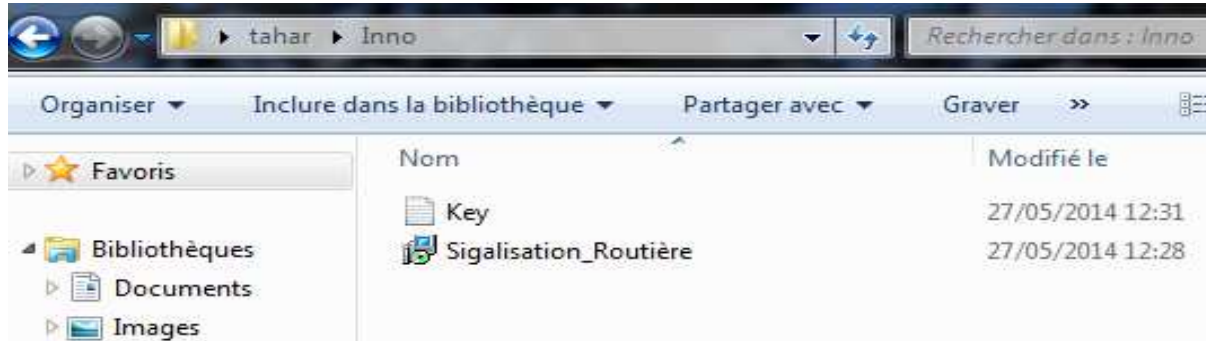 tahar Inno Rechercher dans : Inno
Organiser Inclure dans la bibliothèque Partager avec Graver »
Favoris Nom Modifié le
Key 27/05/2014 12:31
Bibliothèques Sigalisation_Routière 27/05/2014 12:28
Documents
Images